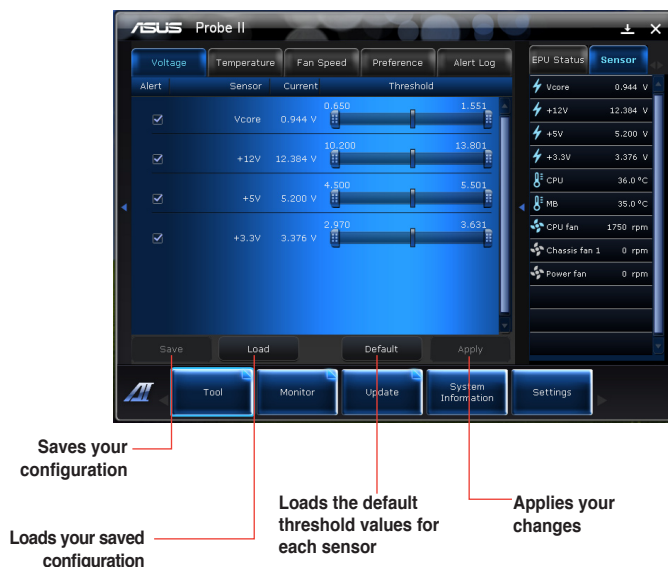 ASUS Probe II
Voltage Temperature Fan Speed Preference Alert Log
Alert Sensor Current Threshold
0.650 1.551
Vcore 0.944 V
10.200 13.801
+12V 12.384 V
4.500 5.501
+5V 5.200 V
2.970 3.631
+3.3V 3.376 V
Save Load Default Apply
EPU Status Sensor
Vcore 0.944 V
+12V 12.384 V
+5V 5.200 V
+3.3V 3.376 V
CPU 36.0 °C
MB 35.0 °C
CPU fan 1750 rpm
Chassis fan 1 0 rpm
Power fan 0 rpm
AI Tool Monitor Update System Information Settings
Saves your
configuration
Loads your saved
configuration
Loads the default
threshold values for
each sensor
Applies your
changes